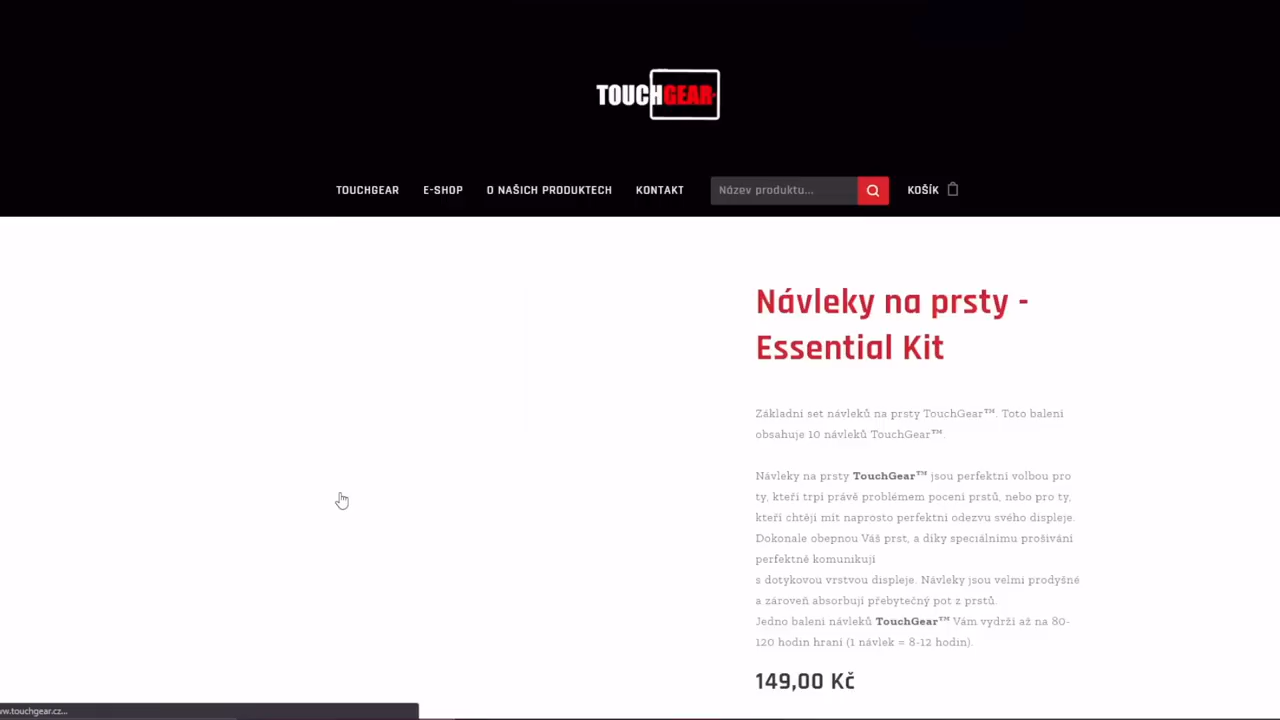 TOUCHGEAR
TOUCHGEAR E-SHOP O NAŠICH PRODUKTECH KONTAKT Název produktu... KOŠÍK
Návleky na prsty -
Essential Kit
Základní set návleků na prsty TouchGear™. Toto balení
obsahuje 10 návleků TouchGear™.
Návleky na prsty TouchGear™ jsou perfektní volbou pro
ty, kteří trpí právě problémem pocení prstů, nebo pro ty,
kteří chtějí mít naprosto perfektní odezvu svého displeje.
Dokonale obepnou Váš prst, a díky speciálnímu prošívání
perfektně komunikují
s dotykovou vrstvou displeje. Návleky jsou velmi prodyšné
a zároveň absorbují přebytečný pot z prstů.
Jedno balení návleků TouchGear™ Vám vydrží až na 80-
120 hodin hraní (1 návlek = 8-12 hodin).
149,00 Kč
ww.touchgear.cz...